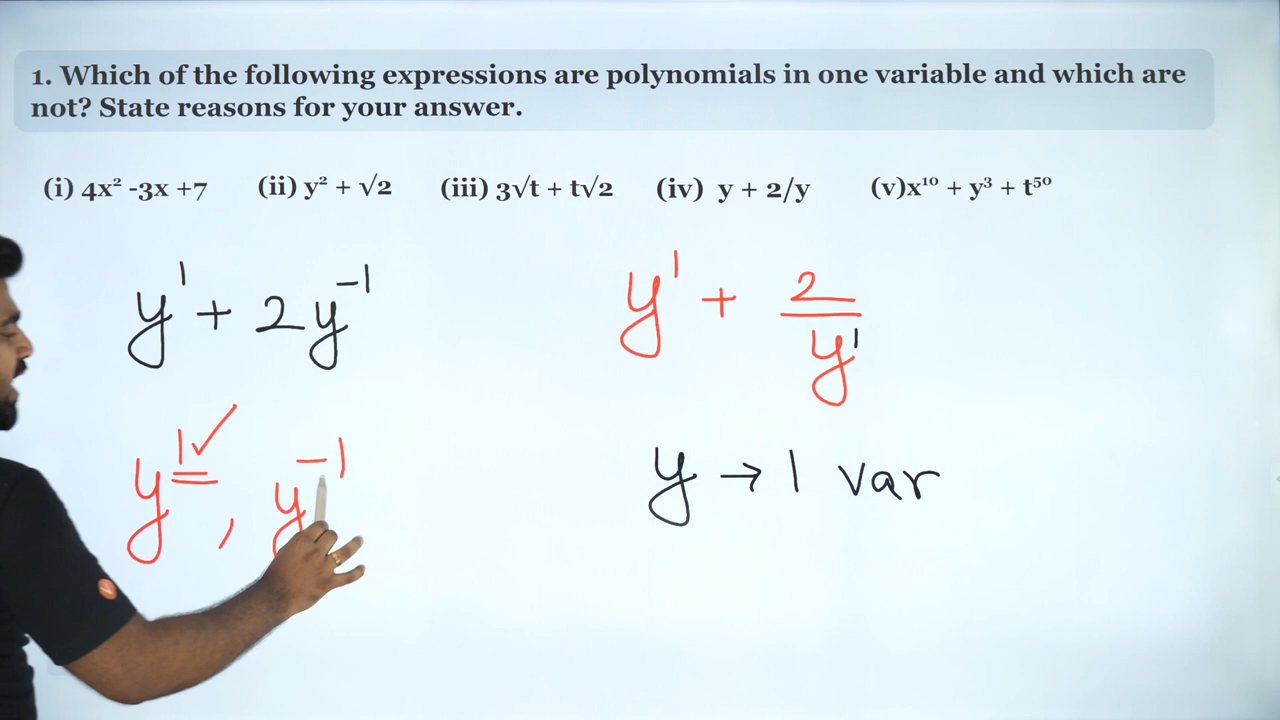 1. Which of the following expressions are polynomials in one variable and which are
not? State reasons for your answer.
(i) 4x² -3x +7 (ii) y² + √2 (iii) 3√t + t√2 (iv) y + 2/y (v)x¹⁰ + y³ + t⁵⁰
y¹ + 2y⁻¹
y¹ + 2/y¹
y¹ ✓, y⁻¹
y → 1 var